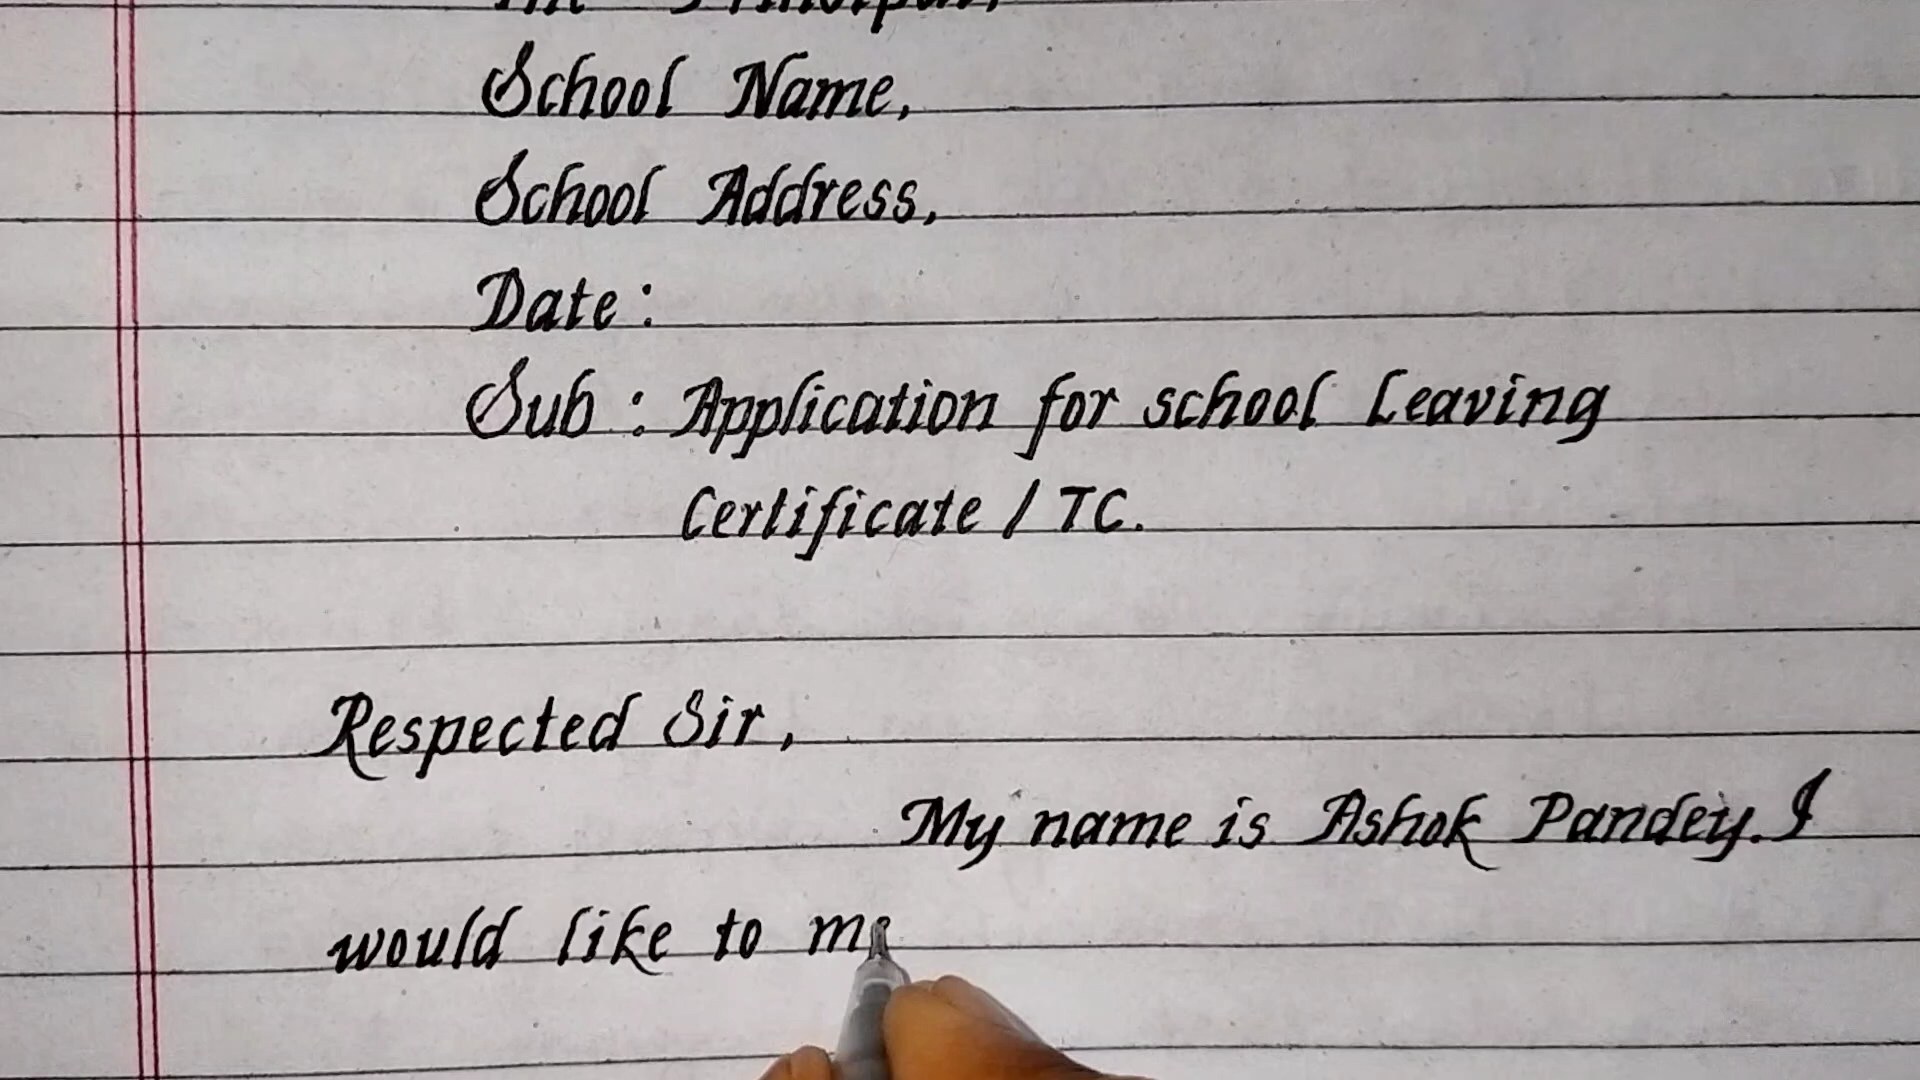 School Name,
School Address,
Date :
Sub : Application for school Leaving
Certificate / TC.
Respected Sir,
My name is Ashok Pandey. I
would like to